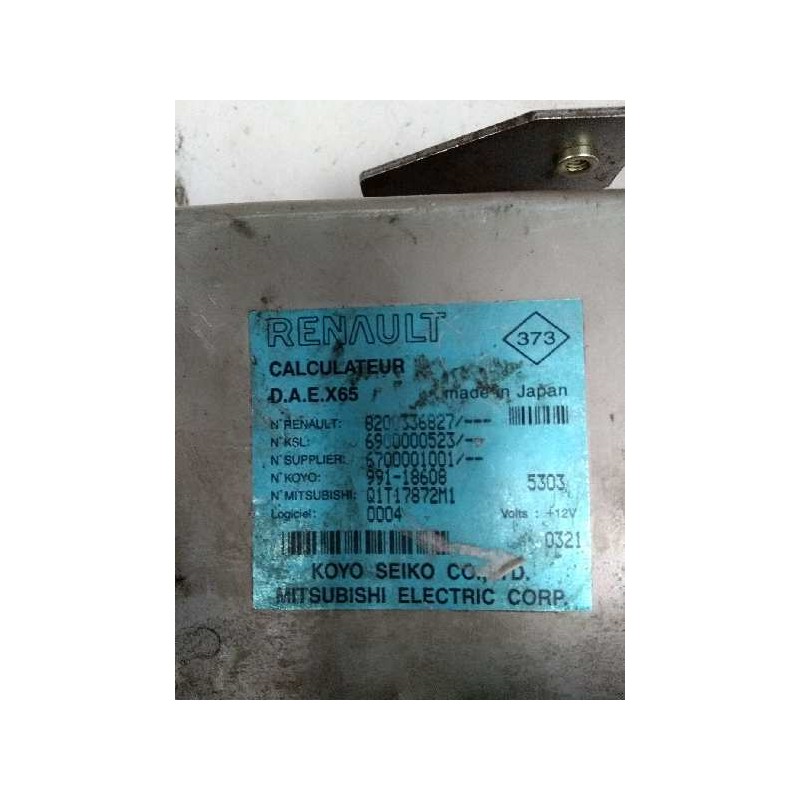 RENAULT
373
CALCULATEUR
D.A.E.X65 made in Japan
N° RENAULT: 8200336827/---
N° KSL: 6900000523/--
N° SUPPLIER: 6700001001/--
N° KOYO: 991-18608 5303
N° MITSUBISHI: Q1T17872M1
Logiciel: 0004 Volts : +12V
0321
KOYO SEIKO CO., LTD.
MITSUBISHI ELECTRIC CORP.